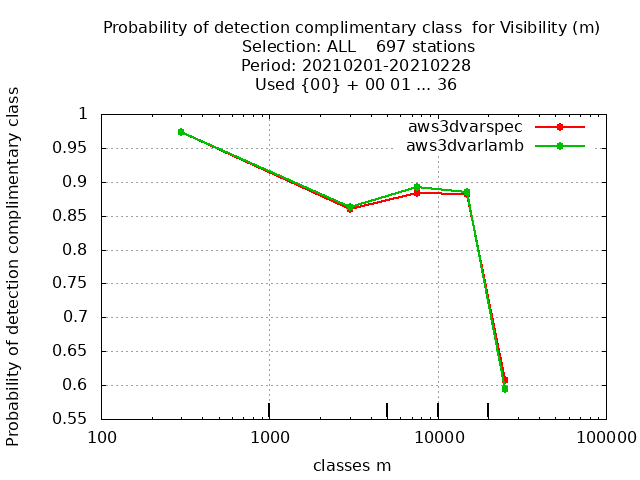 Probability of detection complimentary class  for Visibility (m)
Selection: ALL    697 stations
Period: 20210201-20210228
Used {00} + 00 01 ... 36
Probability of detection complimentary class
1
0.95
0.9
0.85
0.8
0.75
0.7
0.65
0.6
0.55
aws3dvarspec
aws3dvarlamb
100 1000 10000 100000
classes m